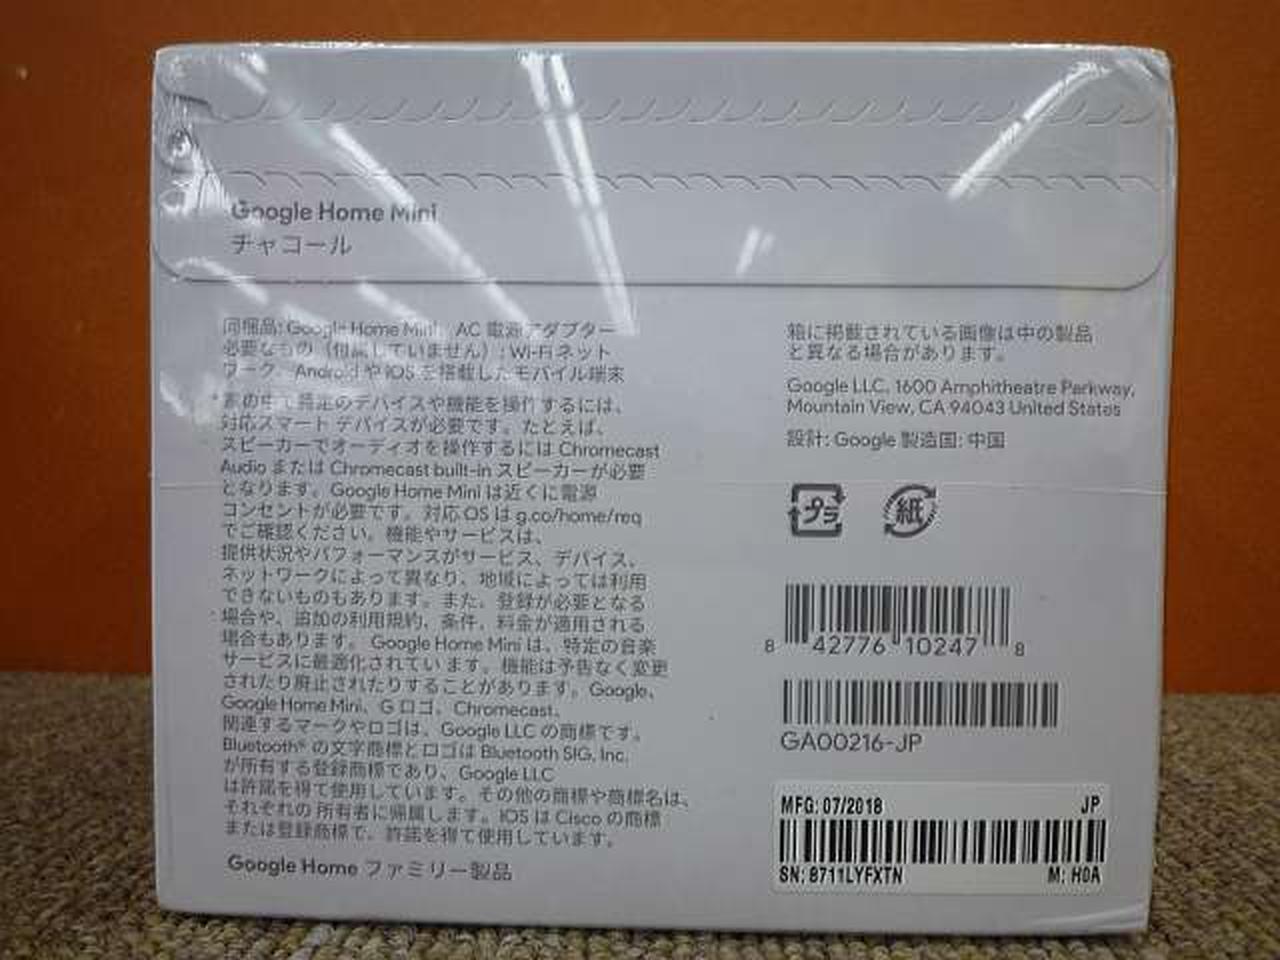 Google Home Mini
チャコール
同梱品: Google Home Mini、AC 電源アダプター
必要なもの（付属していません）: Wi-Fi ネット
ワーク、Android や iOS を搭載したモバイル端末
家の中で特定のデバイスや機能を操作するには、
対応スマート デバイスが必要です。たとえば、
スピーカーでオーディオを操作するには Chromecast
Audio または Chromecast built-in スピーカーが必要
となります。Google Home Mini は近くに電源
コンセントが必要です。対応 OS は g.co/home/req
でご確認ください。機能やサービスは、
提供状況やパフォーマンスがサービス、デバイス、
ネットワークによって異なり、地域によっては利用
できないものもあります。また、登録が必要となる
場合や、追加の利用規約、条件、料金が適用される
場合もあります。 Google Home Mini は、特定の音楽
サービスに最適化されてい ます。機能は予告なく変更
されたり廃止されたりすることがあります。Google、
Google Home Mini、G ロゴ、Chromecast、
関連するマークやロゴは、Google LLC の商標です。
Bluetooth® の文字商標とロゴは Bluetooth SIG, Inc.
が所有する登録商標であり、Google LLC
は許諾を得て使用しています。その他の商標や商標名は、
それぞれの 所有者に帰属します。IOS は Cisco の商標
または登録商標で、許諾を得て使用しています。
Google Home ファミリー製品
箱に掲載されている画像は中の製品
と異なる場合があります。
Google LLC, 1600 Amphitheatre Parkway,
Mountain View, CA 94043 United States
設計: Google 製造国: 中国
プラ 紙
8 42776 10247 8
GA00216-JP
MFG: 07/2018 JP
SN: 8711LYFXTN M: H0A